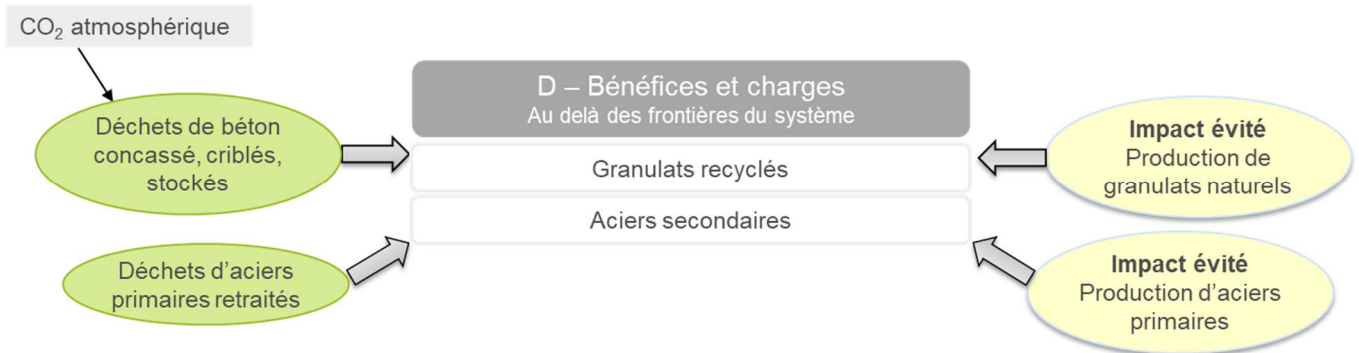 CO₂ atmosphérique
D – Bénéfices et charges
Au delà des frontières du système
Déchets de béton
concassé, criblés,
stockés
Granulats recyclés
Impact évité
Production de
granulats naturels
Aciers secondaires
Déchets d’aciers
primaires retraités
Impact évité
Production d’aciers
primaires